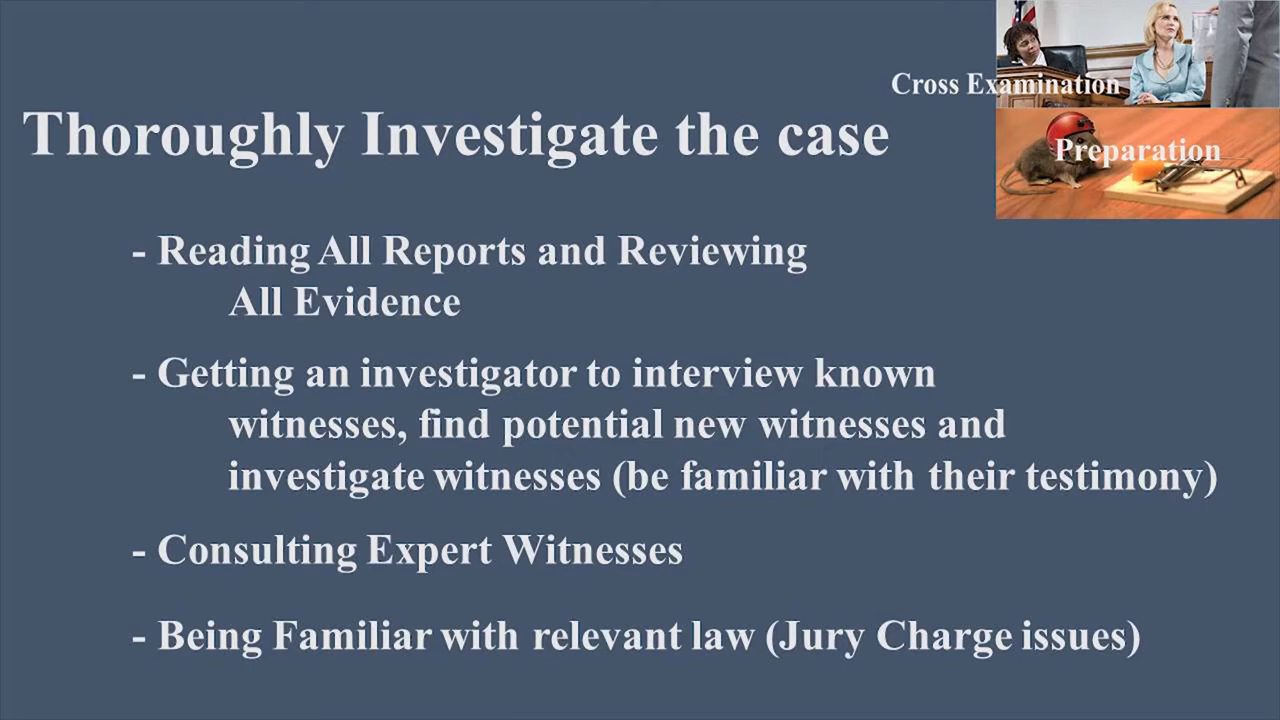 Cross Examination
Thoroughly Investigate the case
Preparation
- Reading All Reports and Reviewing
All Evidence
- Getting an investigator to interview known
witnesses, find potential new witnesses and
investigate witnesses (be familiar with their testimony)
- Consulting Expert Witnesses
- Being Familiar with relevant law (Jury Charge issues)